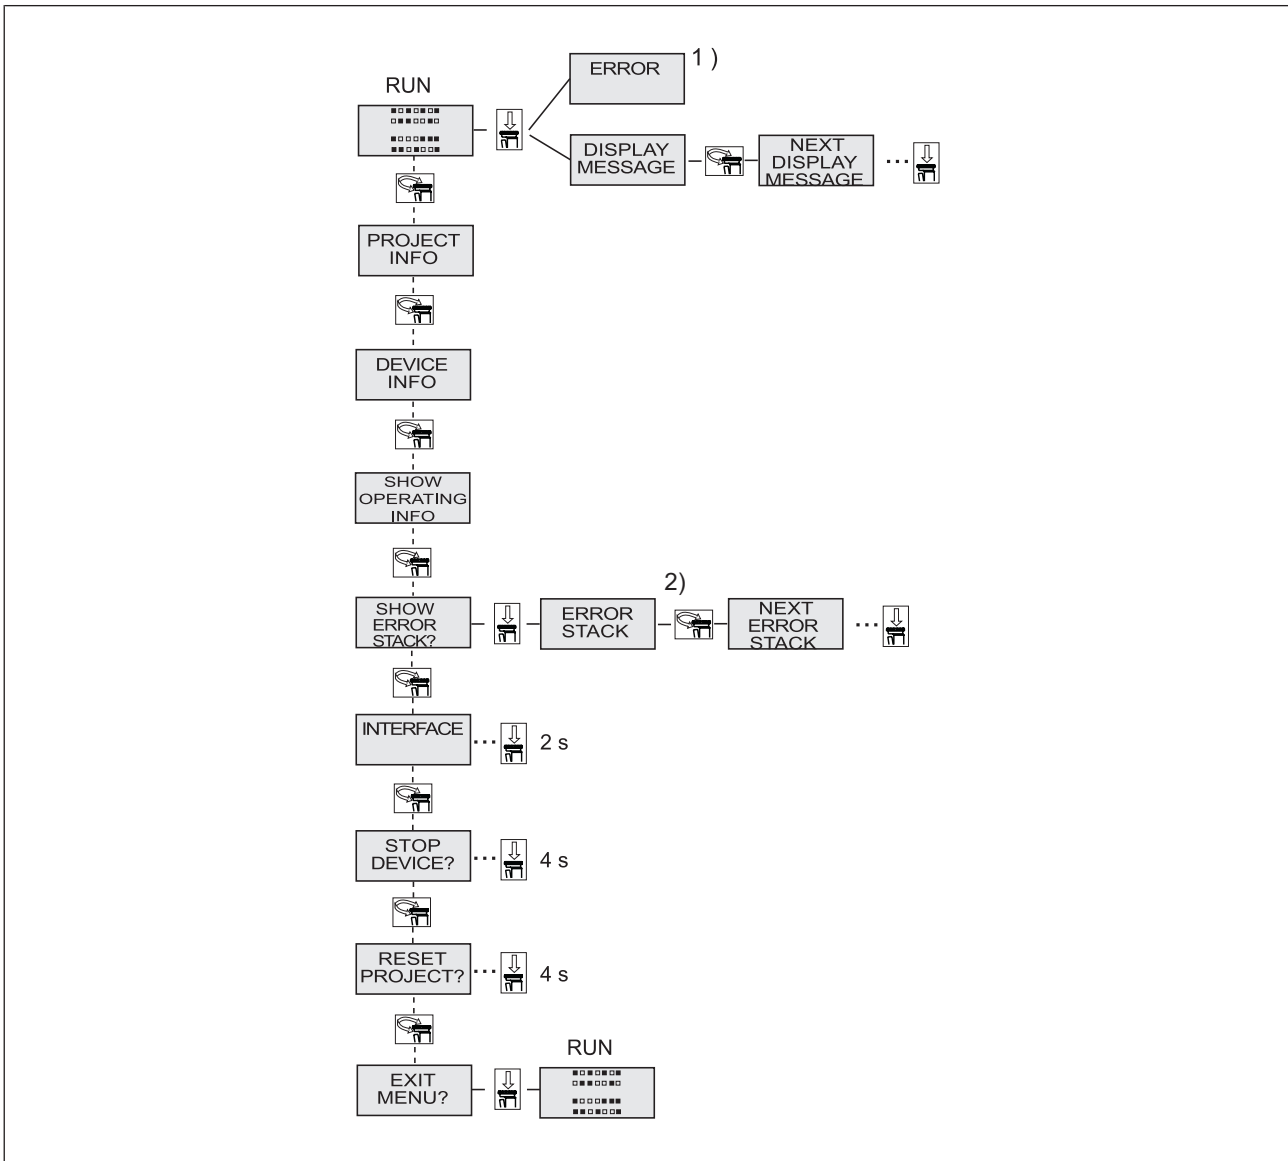 RUN
ERROR
1 )
DISPLAY
MESSAGE
NEXT
DISPLAY
MESSAGE
...
PROJECT
INFO
DEVICE
INFO
SHOW
OPERATING
INFO
SHOW
ERROR
STACK?
ERROR
STACK
2)
NEXT
ERROR
STACK
...
INTERFACE
... 2 s
STOP
DEVICE?
... 4 s
RESET
PROJECT?
... 4 s
EXIT
MENU?
RUN